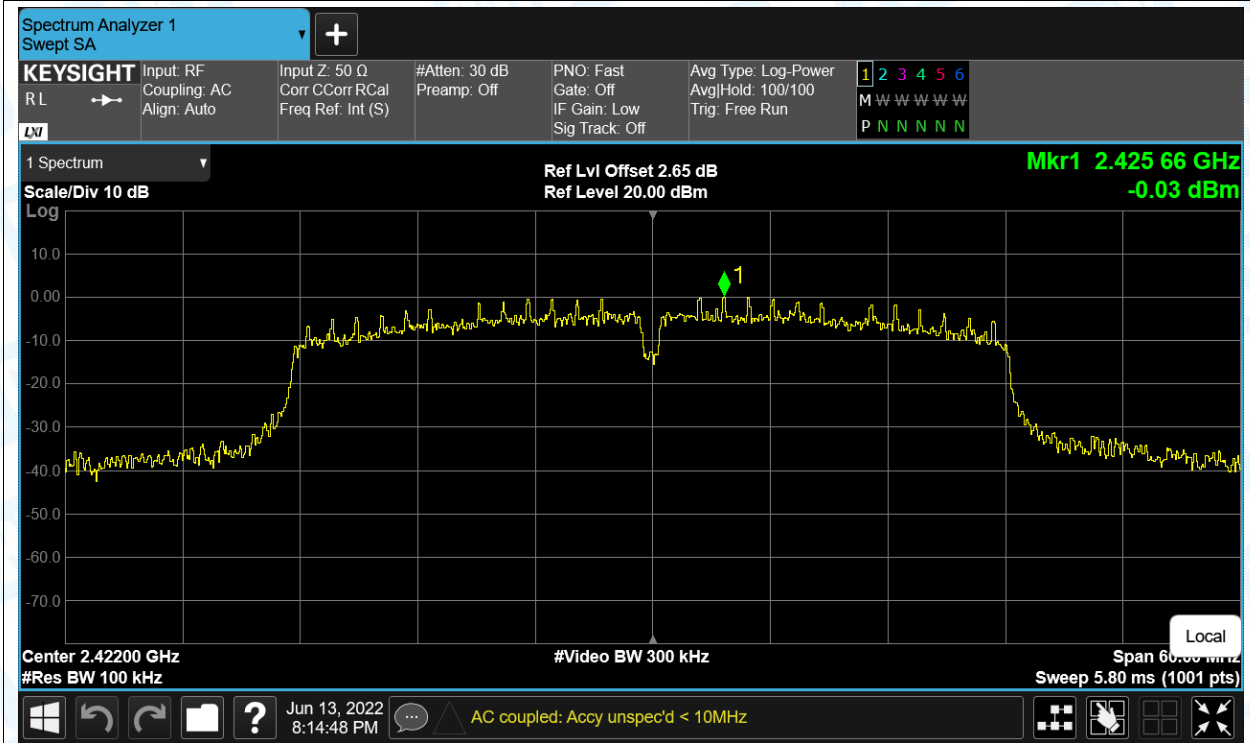 Spectrum Analyzer 1
Swept SA
KEYSIGHT
R L
LXI
Input: RF
Coupling: AC
Align: Auto
Input Z: 50 Ω
Corr CCorr RCal
Freq Ref: Int (S)
#Atten: 30 dB
Preamp: Off
PNO: Fast
Gate: Off
IF Gain: Low
Sig Track: Off
Avg Type: Log-Power
Avg|Hold: 100/100
Trig: Free Run
1 2 3 4 5 6
M W W W W W
P N N N N N
1 Spectrum
Scale/Div 10 dB
Ref Lvl Offset 2.65 dB
Ref Level 20.00 dBm
Mkr1 2.425 66 GHz
-0.03 dBm
Log
10.0
0.00
-10.0
-20.0
-30.0
-40.0
-50.0
-60.0
-70.0
1
Local
Center 2.42200 GHz
#Video BW 300 kHz
Span 60.00 MHz
#Res BW 100 kHz
Sweep 5.80 ms (1001 pts)
?
Jun 13, 2022
8:14:48 PM
AC coupled: Accy unspec'd < 10MHz